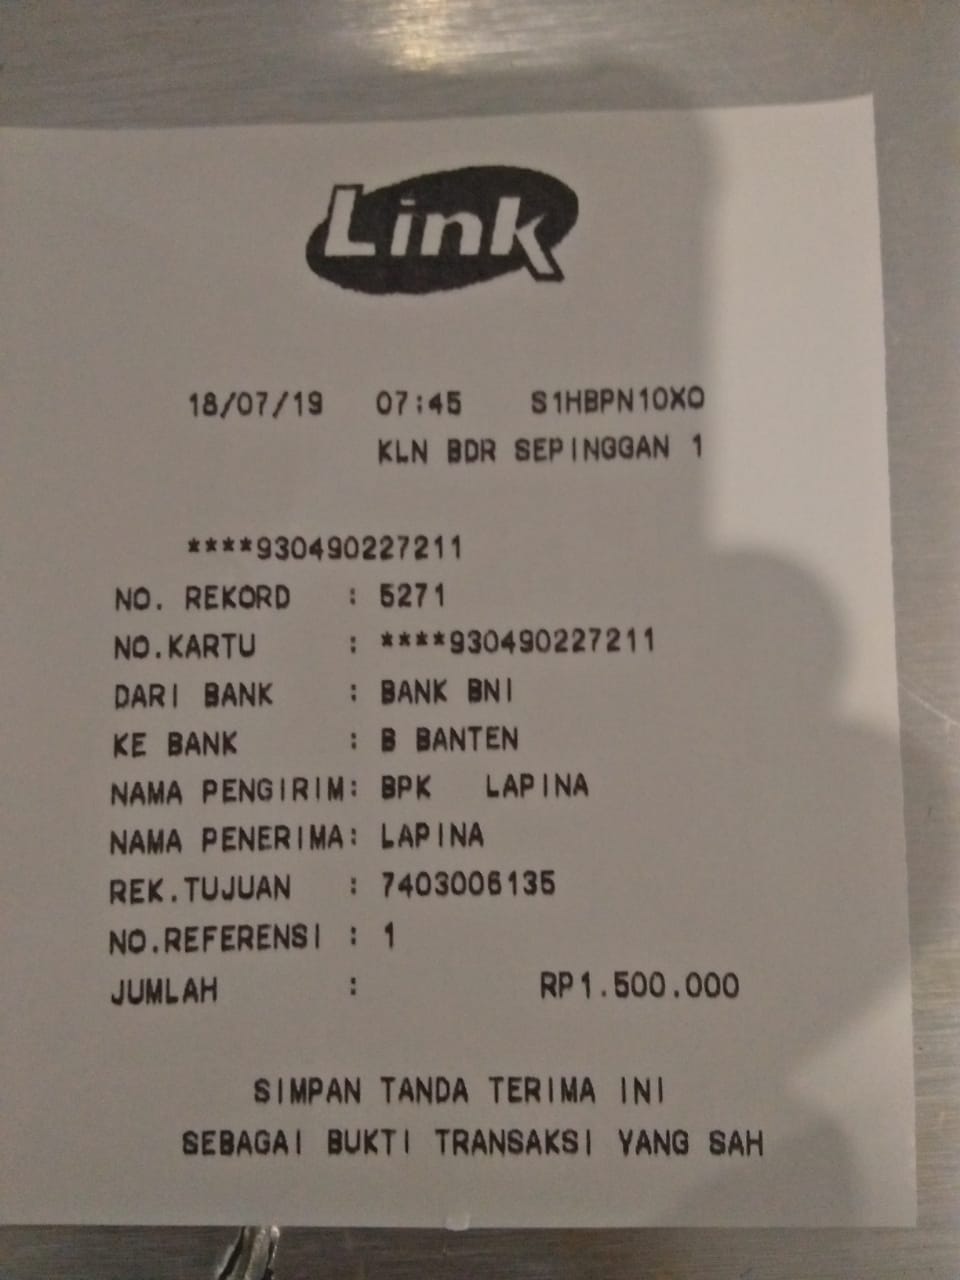 Link
18/07/19 07:45 S1HBPN10XO
KLN BDR SEPINGGAN 1
****930490227211
NO. REKORD : 5271
NO.KARTU : ****930490227211
DARI BANK : BANK BNI
KE BANK : B BANTEN
NAMA PENGIRIM: BPK LAPINA
NAMA PENERIMA: LAPINA
REK.TUJUAN : 7403006135
NO.REFERENSI : 1
JUMLAH : RP1.500.000
SIMPAN TANDA TERIMA INI
SEBAGAI BUKTI TRANSAKSI YANG SAH